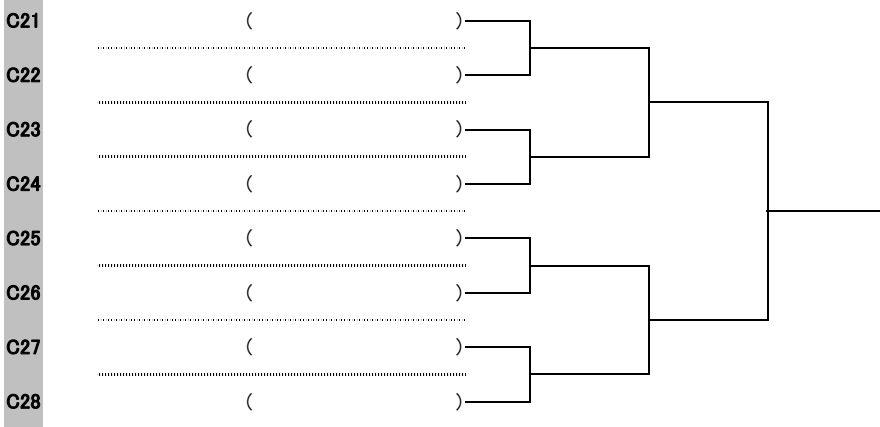 C21 ( )
C22 ( )
C23 ( )
C24 ( )
C25 ( )
C26 ( )
C27 ( )
C28 ( )